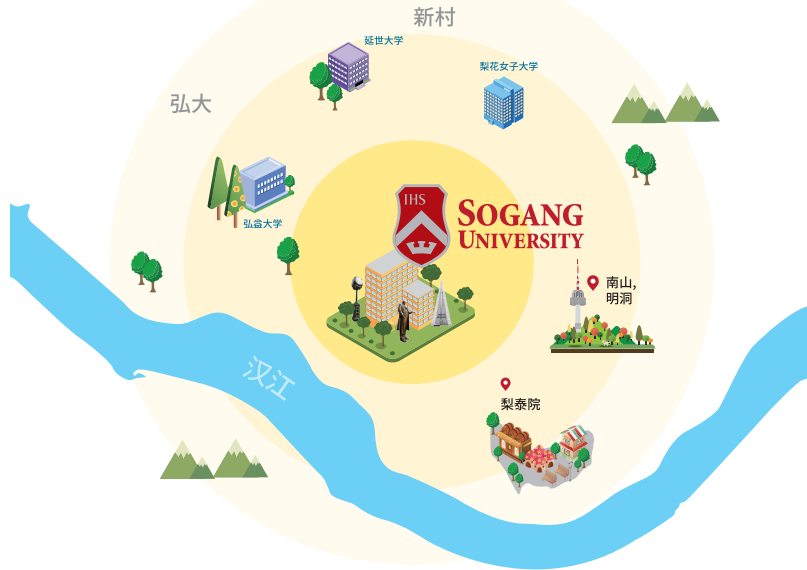 新村
延世大学
梨花女子大学
弘大
IHS
SOGANG
UNIVERSITY
弘益大学
南山,
明洞
汉江
梨泰院